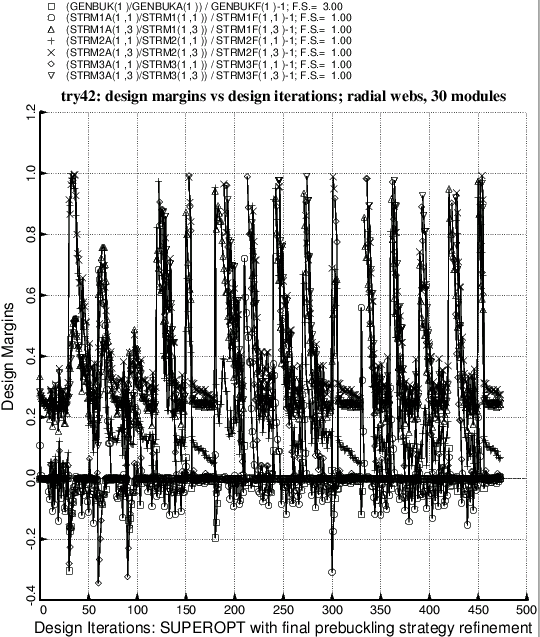 (GENBUK(1 )/GENBUKA(1 )) / GENBUKF(1 )-1; F.S.= 3.00
(STRM1A(1 ,1 )/STRM1(1 ,1 )) / STRM1F(1 ,1 )-1; F.S.= 1.00
(STRM1A(1 ,3 )/STRM1(1 ,3 )) / STRM1F(1 ,3 )-1; F.S.= 1.00
(STRM2A(1 ,1 )/STRM2(1 ,1 )) / STRM2F(1 ,1 )-1; F.S.= 1.00
(STRM2A(1 ,3 )/STRM2(1 ,3 )) / STRM2F(1 ,3 )-1; F.S.= 1.00
(STRM3A(1 ,1 )/STRM3(1 ,1 )) / STRM3F(1 ,1 )-1; F.S.= 1.00
(STRM3A(1 ,3 )/STRM3(1 ,3 )) / STRM3F(1 ,3 )-1; F.S.= 1.00
try42: design margins vs design iterations; radial webs, 30 modules
1.2
1.0
0.8
0.6
0.4
0.2
0.0
-0.2
-0.4
Design Margins
0 50 100 150 200 250 300 350 400 450 500
Design Iterations: SUPEROPT with final prebuckling strategy refinement